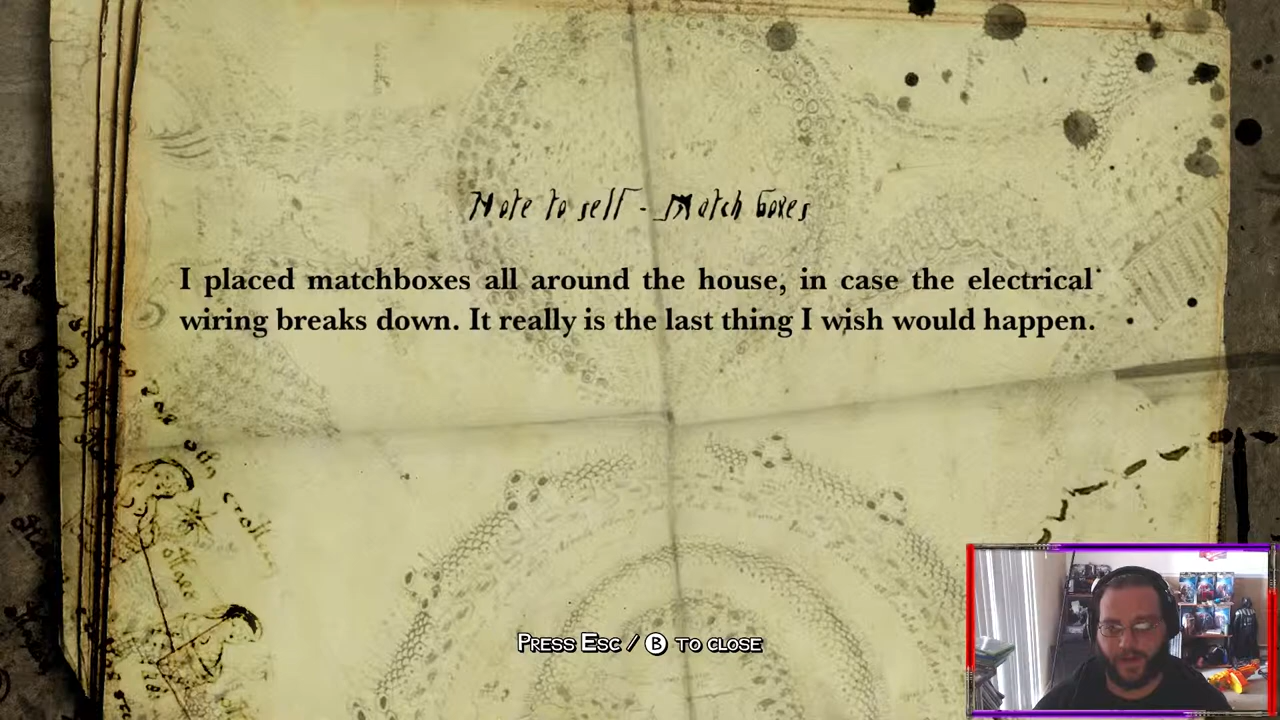 Note to self - Match boxes
I placed matchboxes all around the house, in case the electrical
wiring breaks down. It really is the last thing I wish would happen.
PRESS ESC / B TO CLOSE